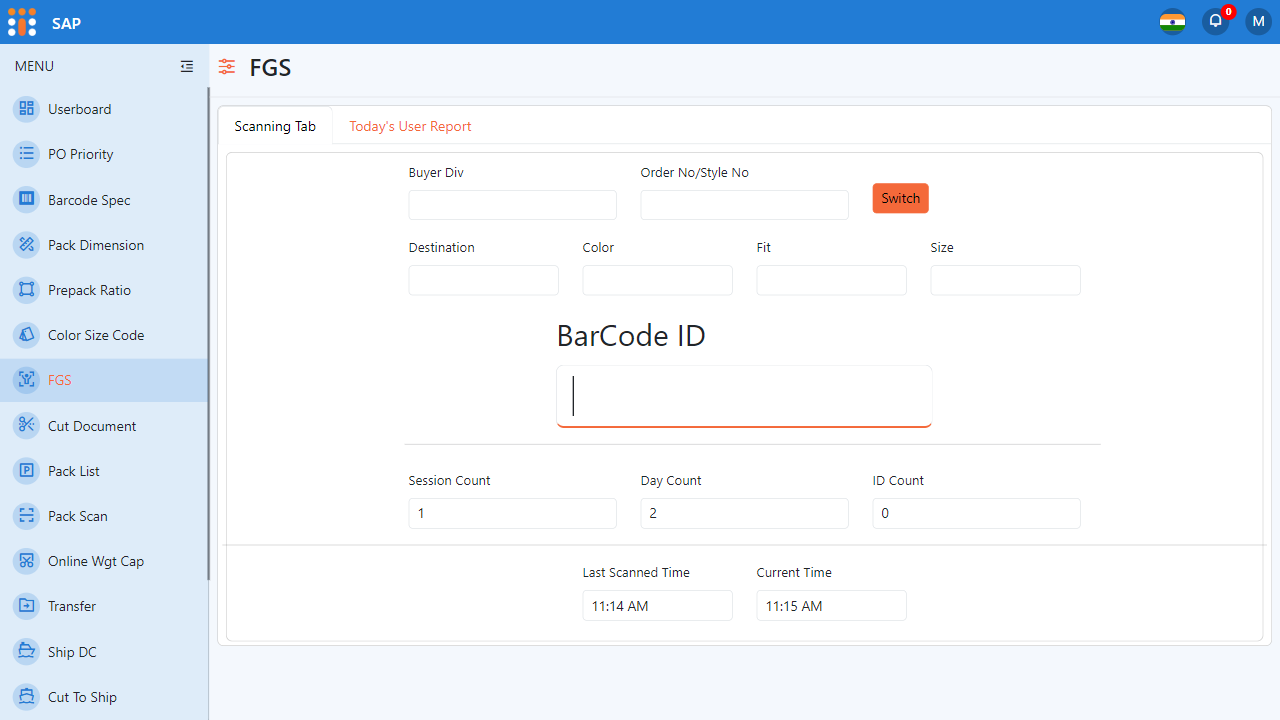 SAP
0
M
MENU
FGS
Userboard
PO Priority
Barcode Spec
Pack Dimension
Prepack Ratio
Color Size Code
FGS
Cut Document
Pack List
Pack Scan
Online Wgt Cap
Transfer
Ship DC
Cut To Ship
Scanning Tab
Today's User Report
Buyer Div
Order No/Style No
Switch
Destination
Color
Fit
Size
BarCode ID
Session Count
Day Count
ID Count
1
2
0
Last Scanned Time
Current Time
11:14 AM
11:15 AM